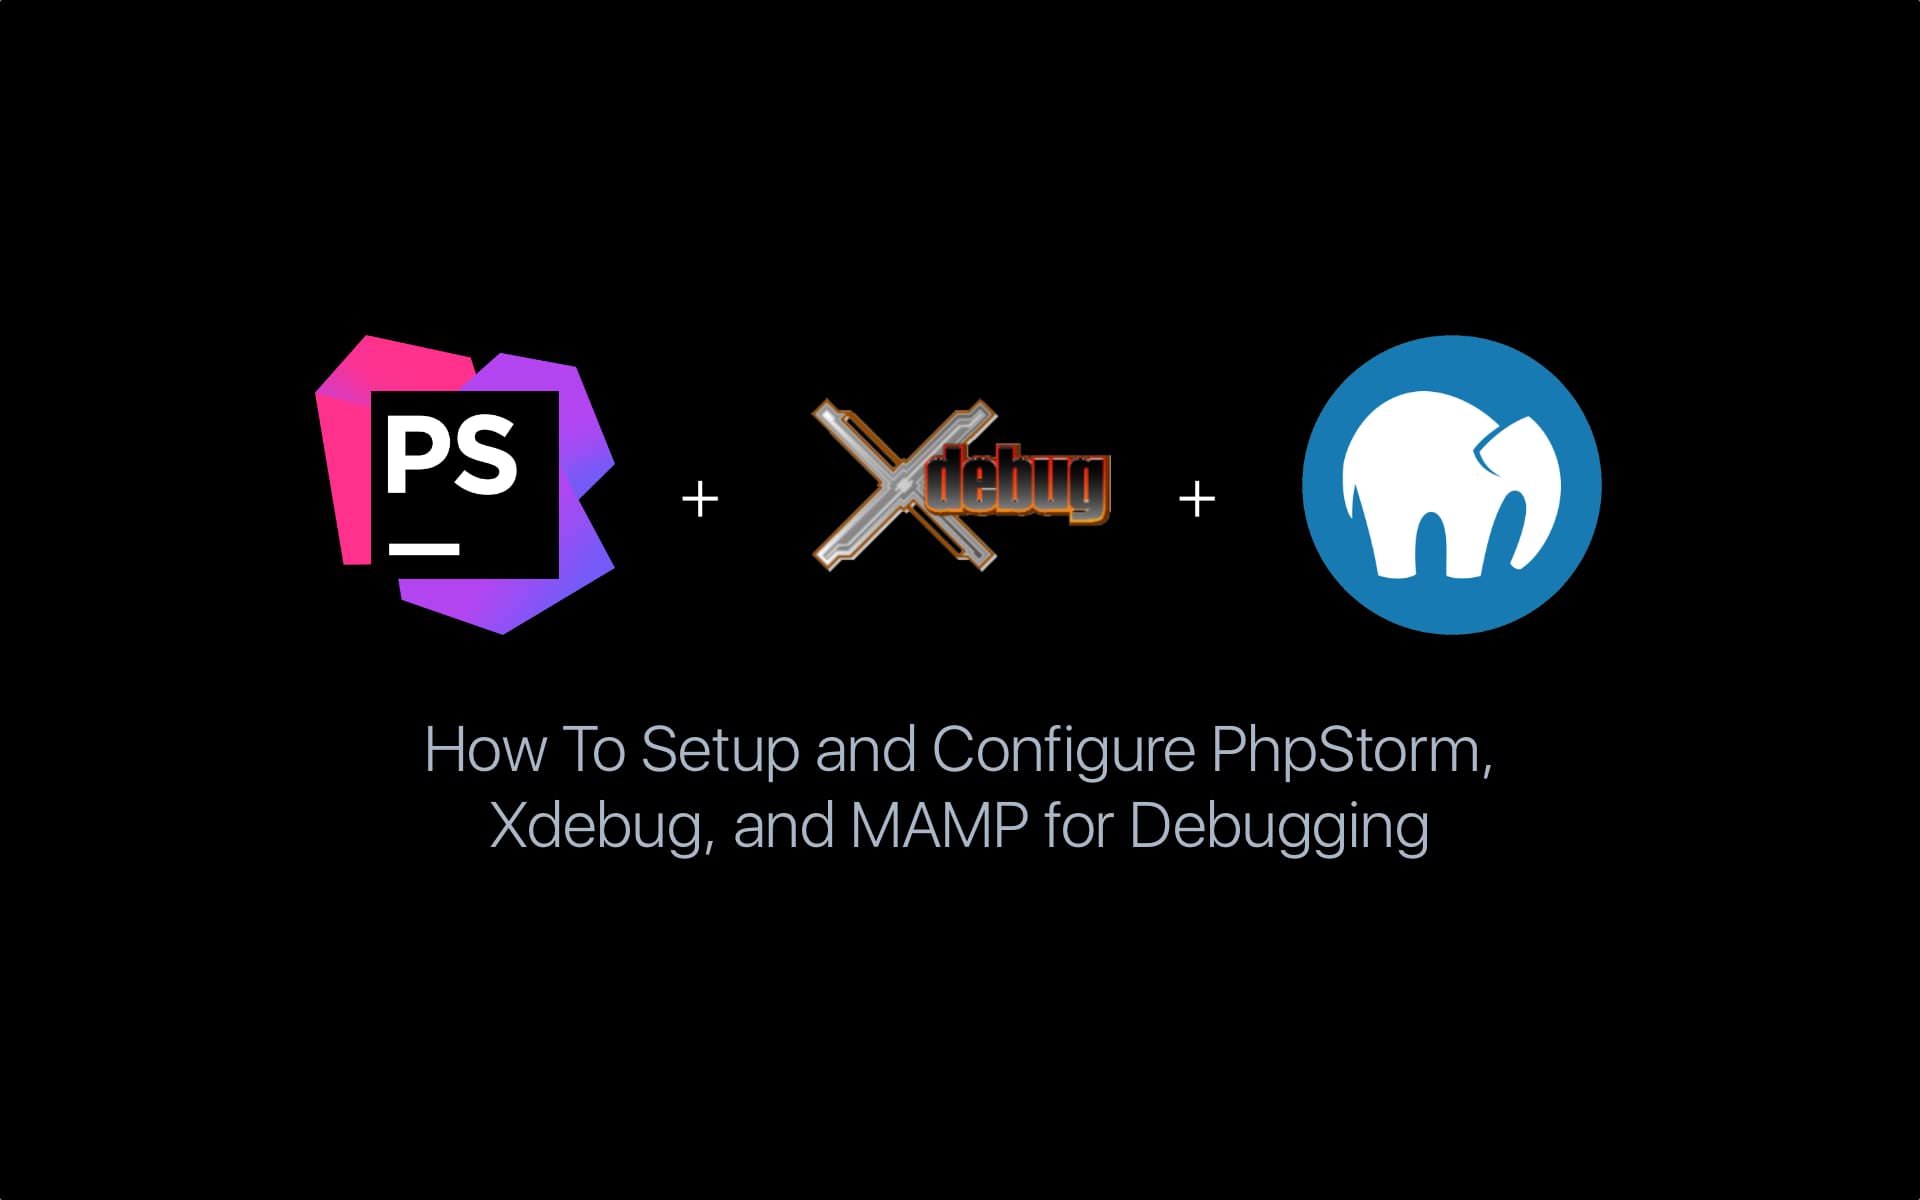 PS
+
Xdebug
+
How To Setup and Configure PhpStorm,
Xdebug, and MAMP for Debugging